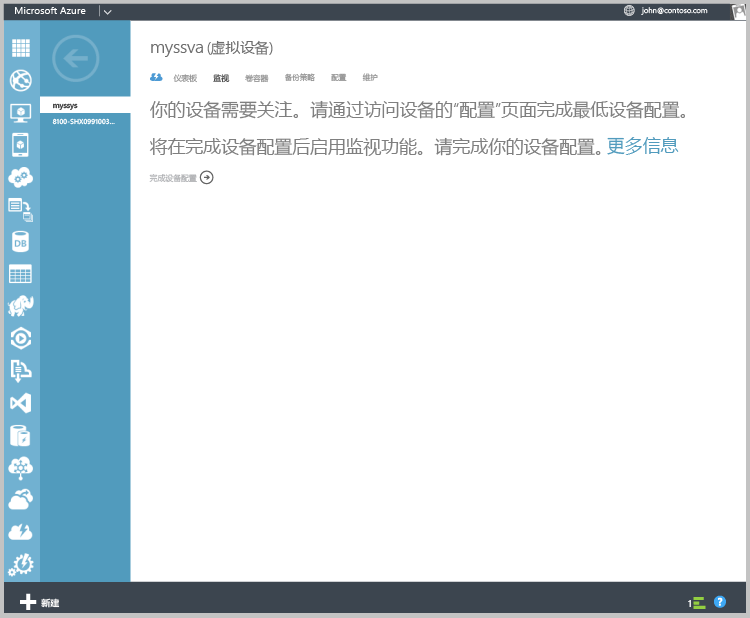 Microsoft Azure
john@contoso.com
myssva (虚拟设备)
仪表板 监视 卷容器 备份策略 配置 维护
myssys
8100-SHX0991003...
你的设备需要关注。请通过访问设备的“配置”页面完成最低设备配置。
将在完成设备配置后启用监视功能。请完成你的设备配置。更多信息
完成设备配置
DB
新建
1
?